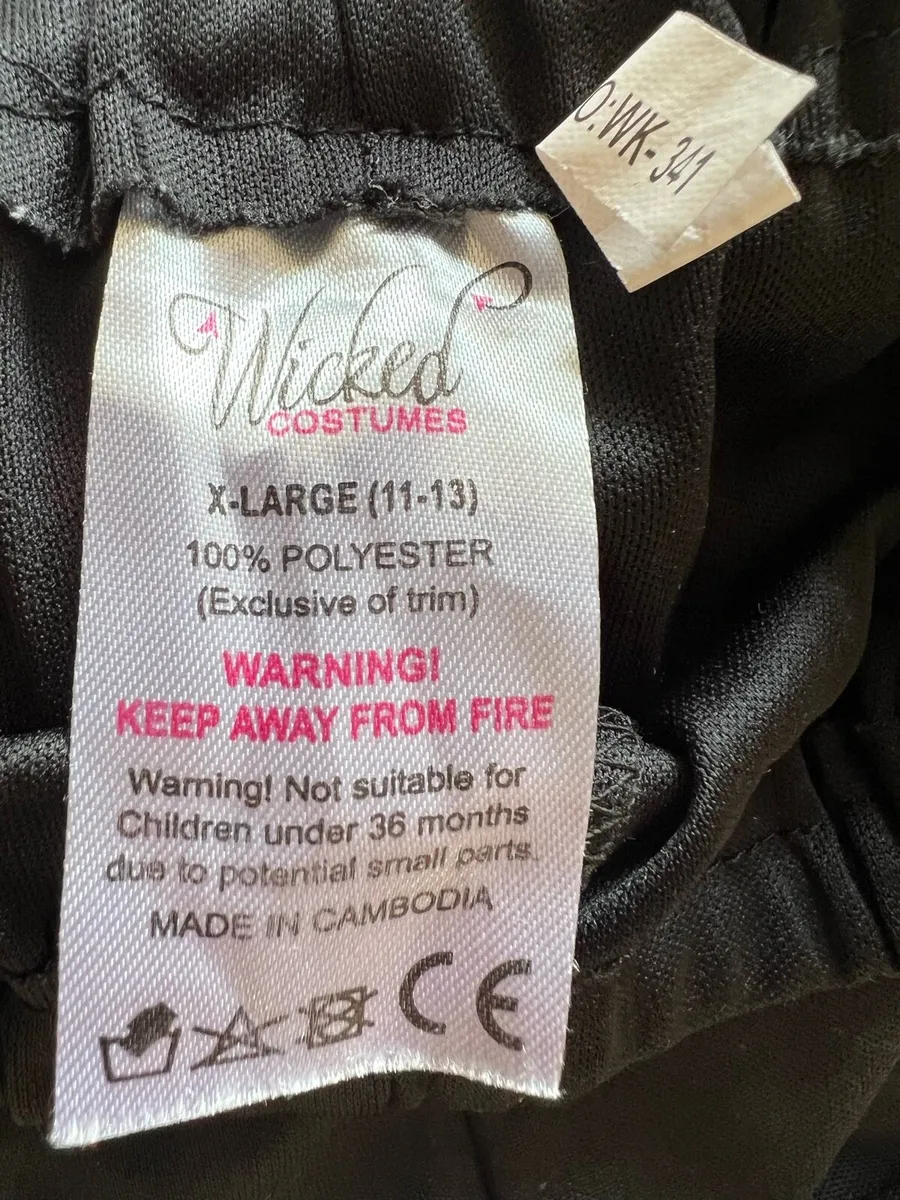 O:WK-341
Wicked
COSTUMES
X-LARGE (11-13)
100% POLYESTER
(Exclusive of trim)
WARNING!
KEEP AWAY FROM FIRE
Warning! Not suitable for
Children under 36 months
due to potential small parts.
MADE IN CAMBODIA
CE